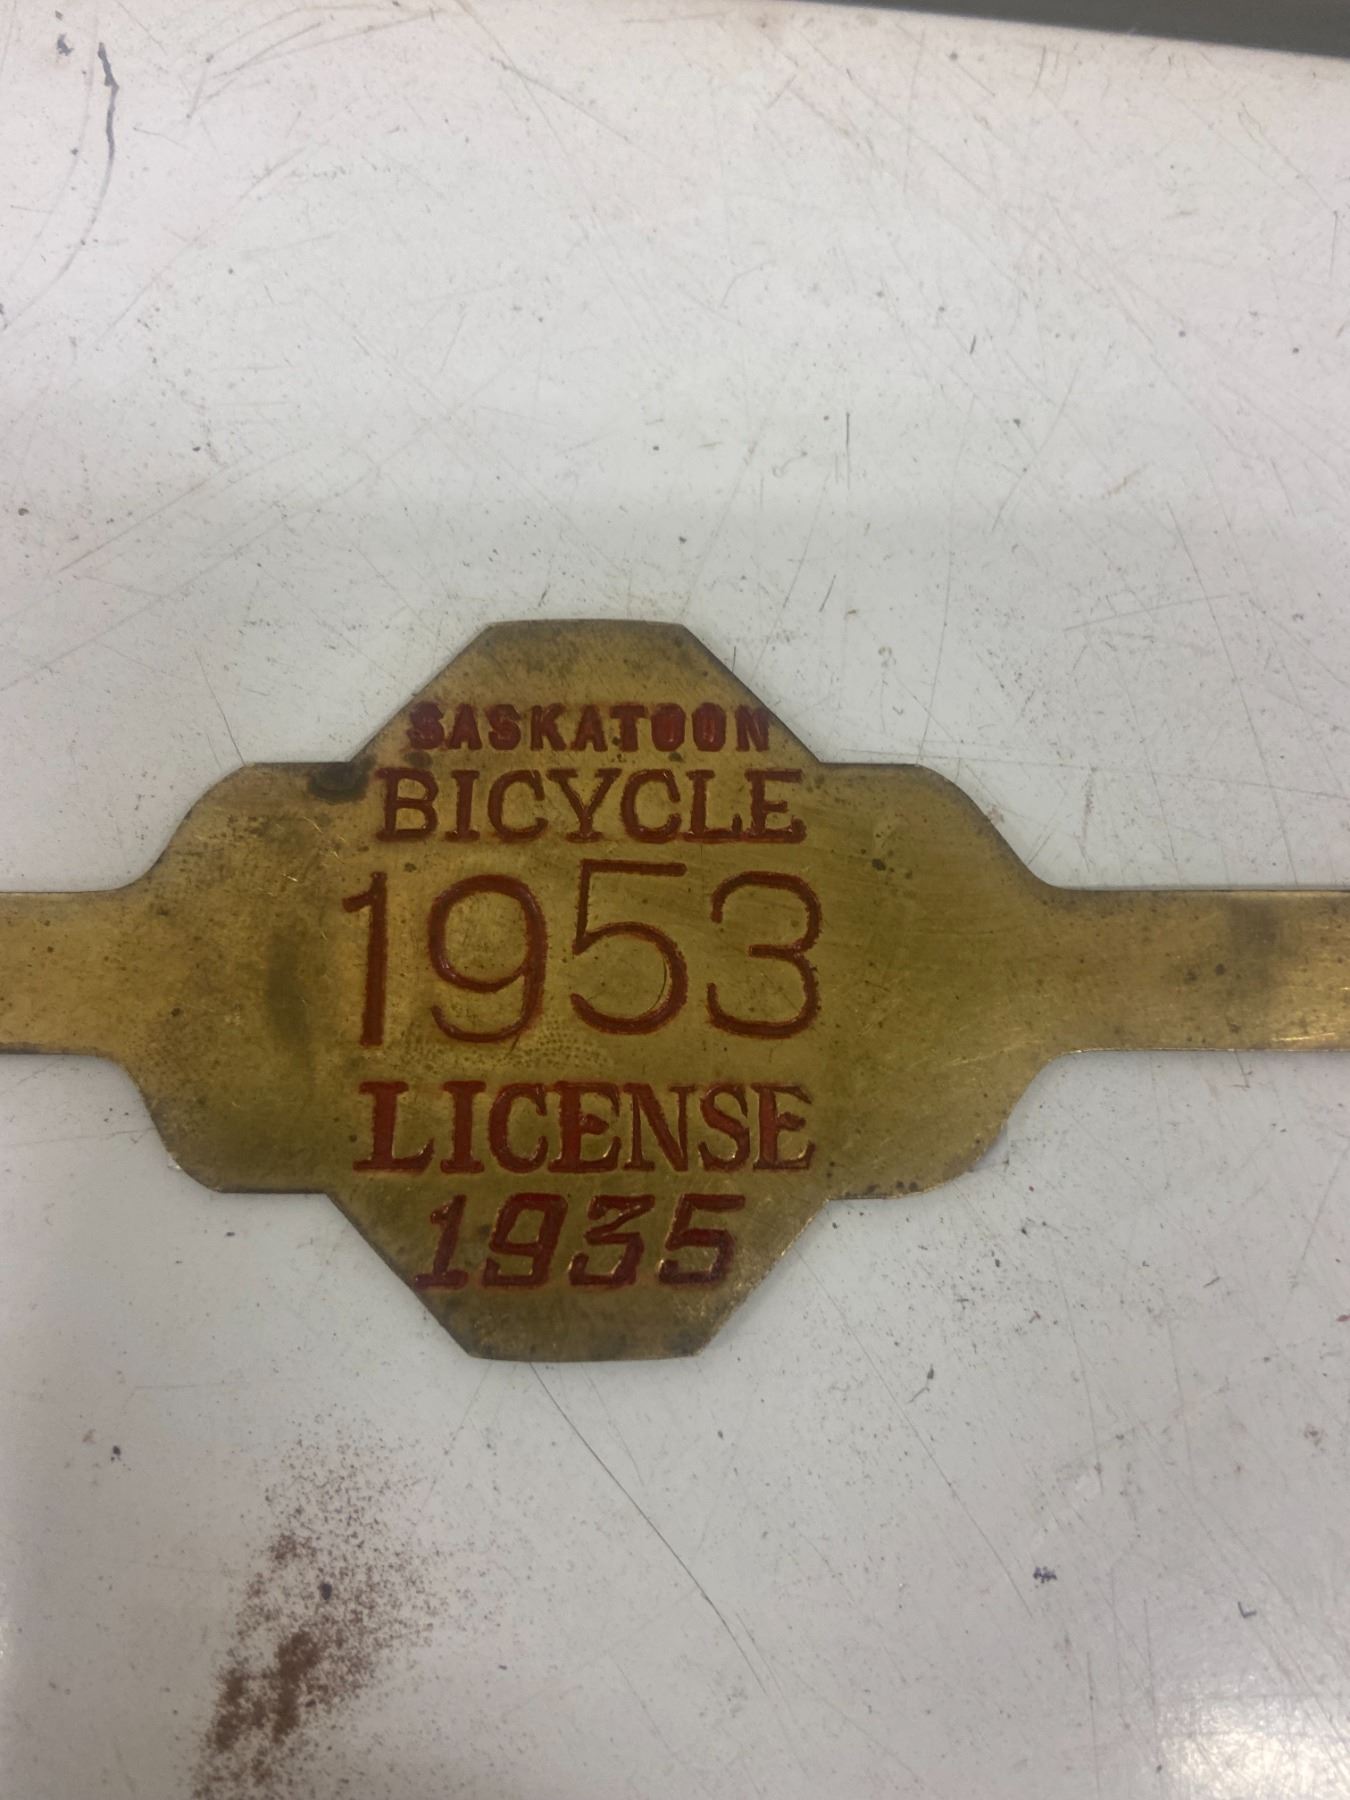 SASKATOON
BICYCLE
1953
LICENSE
1935